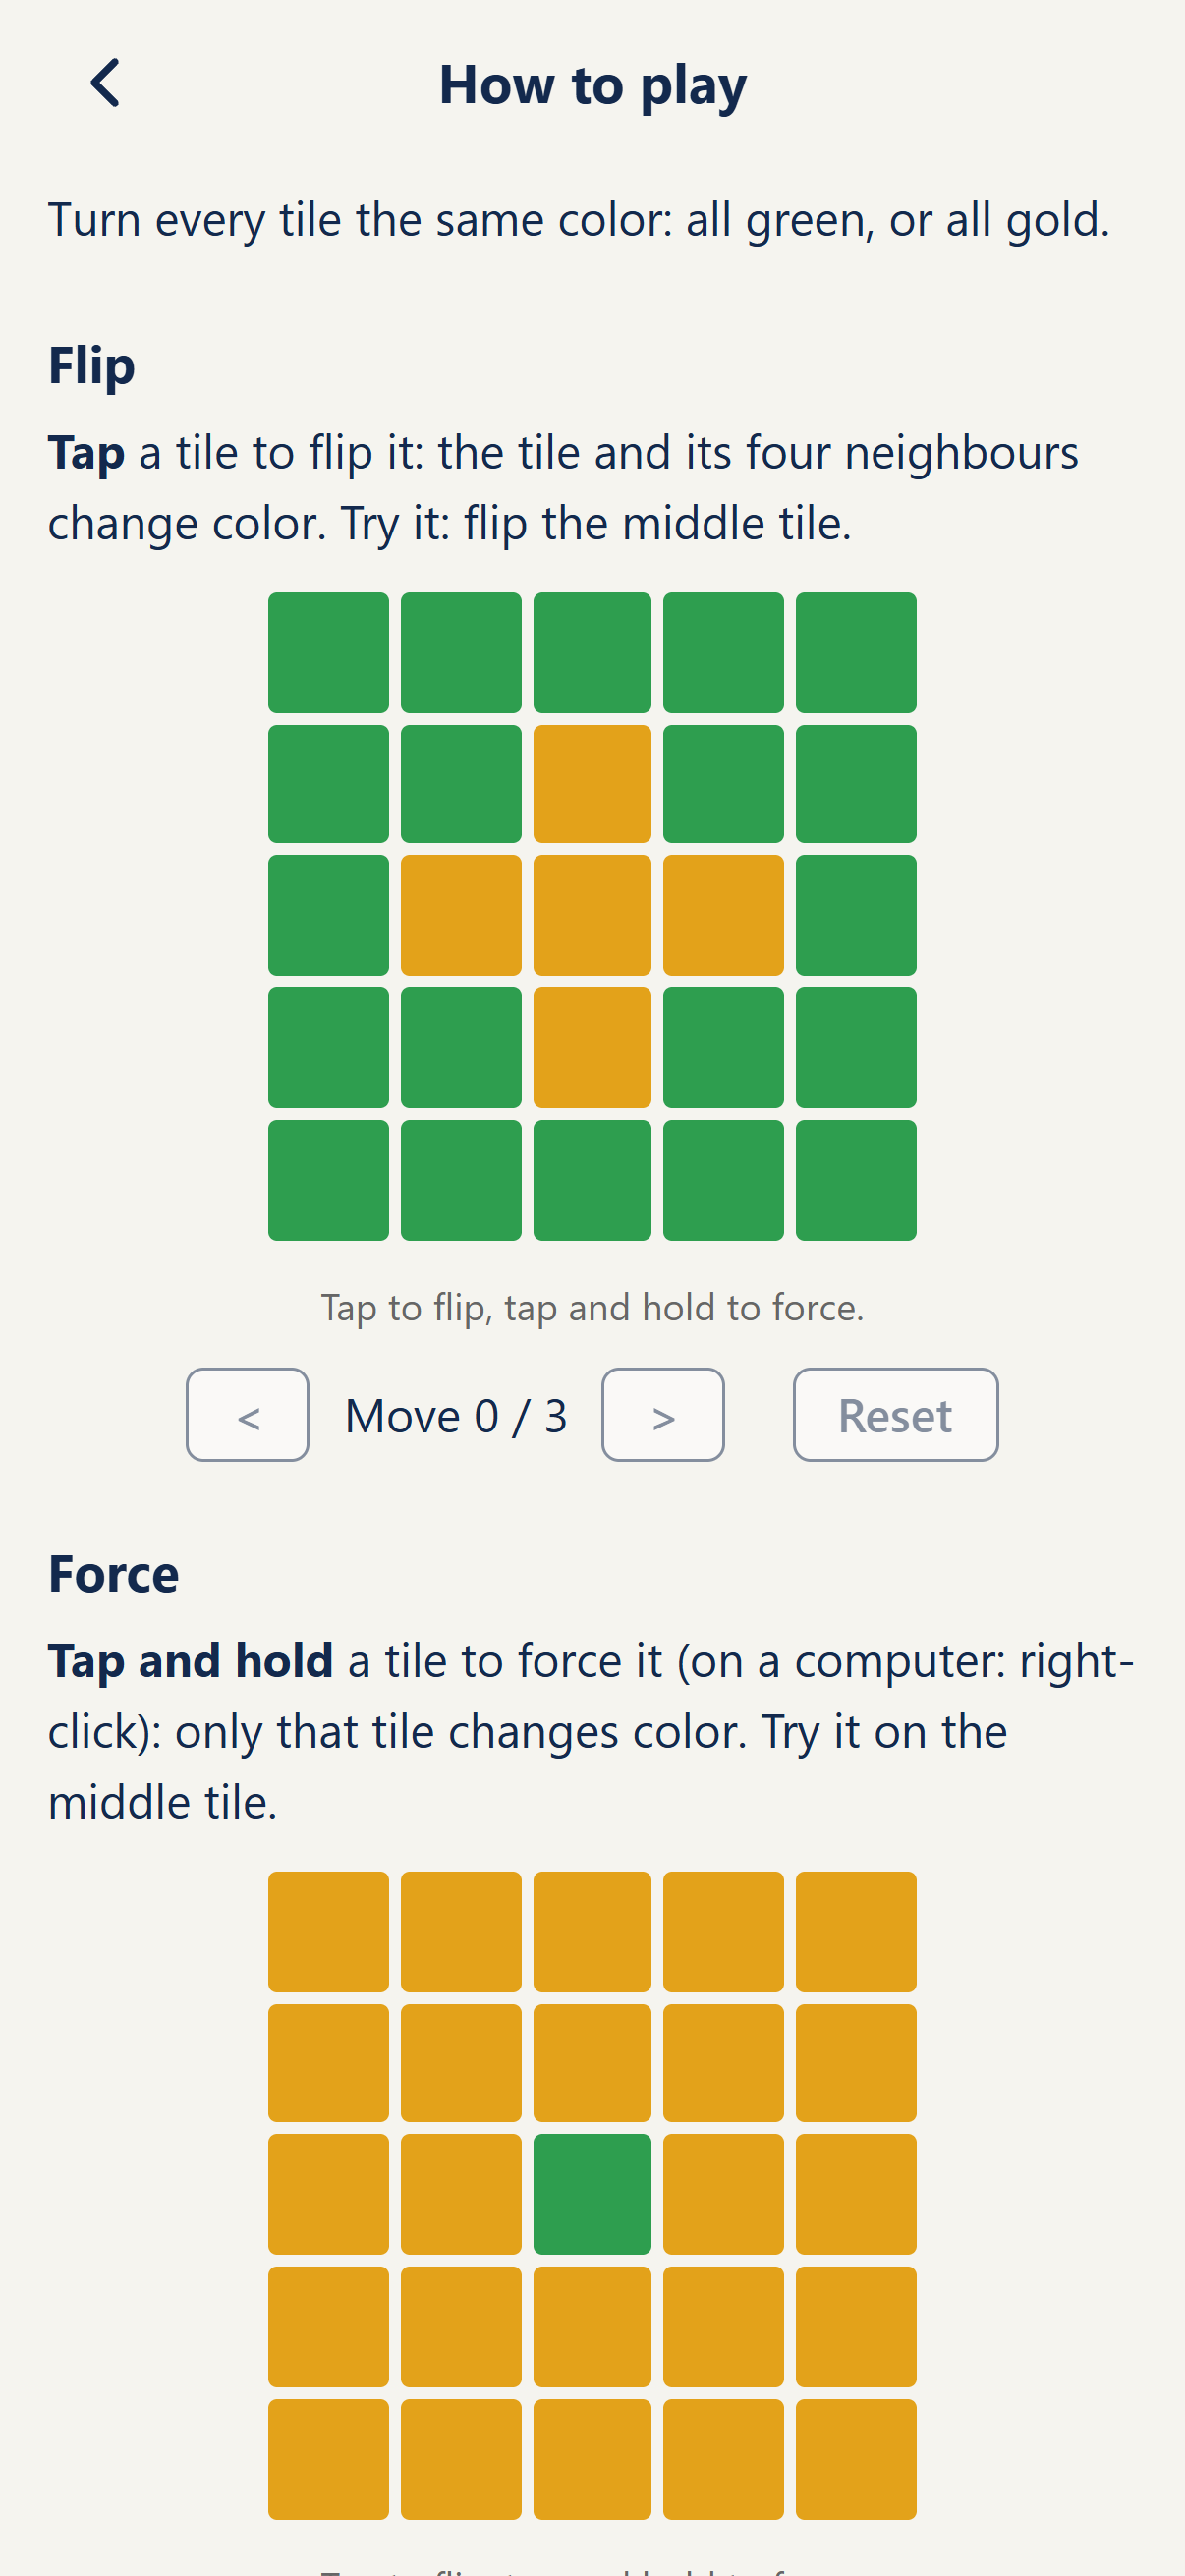 How to play
Turn every tile the same color: all green, or all gold.
Flip
Tap a tile to flip it: the tile and its four neighbours
change color. Try it: flip the middle tile.
Tap to flip, tap and hold to force.
< Move 0 / 3 > Reset
Force
Tap and hold a tile to force it (on a computer: right-
click): only that tile changes color. Try it on the
middle tile.